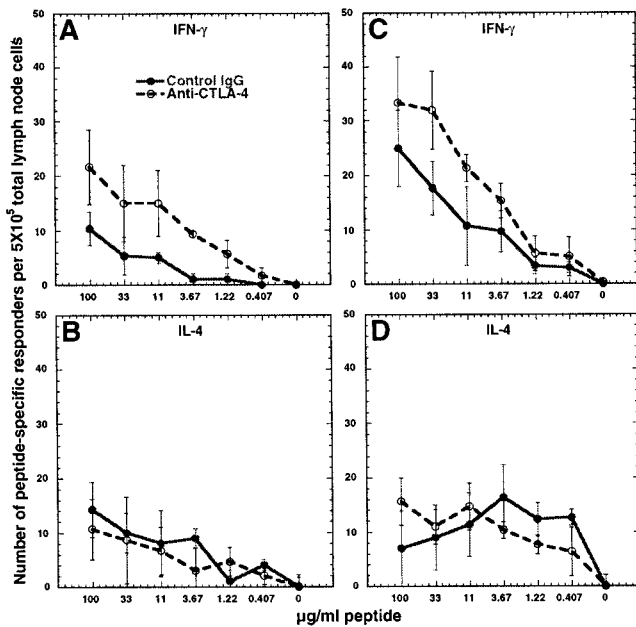 A
IFN-γ
Control IgG
Anti-CTLA-4
50
40
30
20
10
0
100 33 11 3.67 1.22 0.407 0
C
IFN-γ
50
40
30
20
10
0
100 33 11 3.67 1.22 0.407 0
B
IL-4
50
40
30
20
10
0
100 33 11 3.67 1.22 0.407 0
D
IL-4
50
40
30
20
10
0
100 33 11 3.67 1.22 0.407 0
Number of peptide-specific responders per 5X10⁵ total lymph node cells
μg/ml peptide